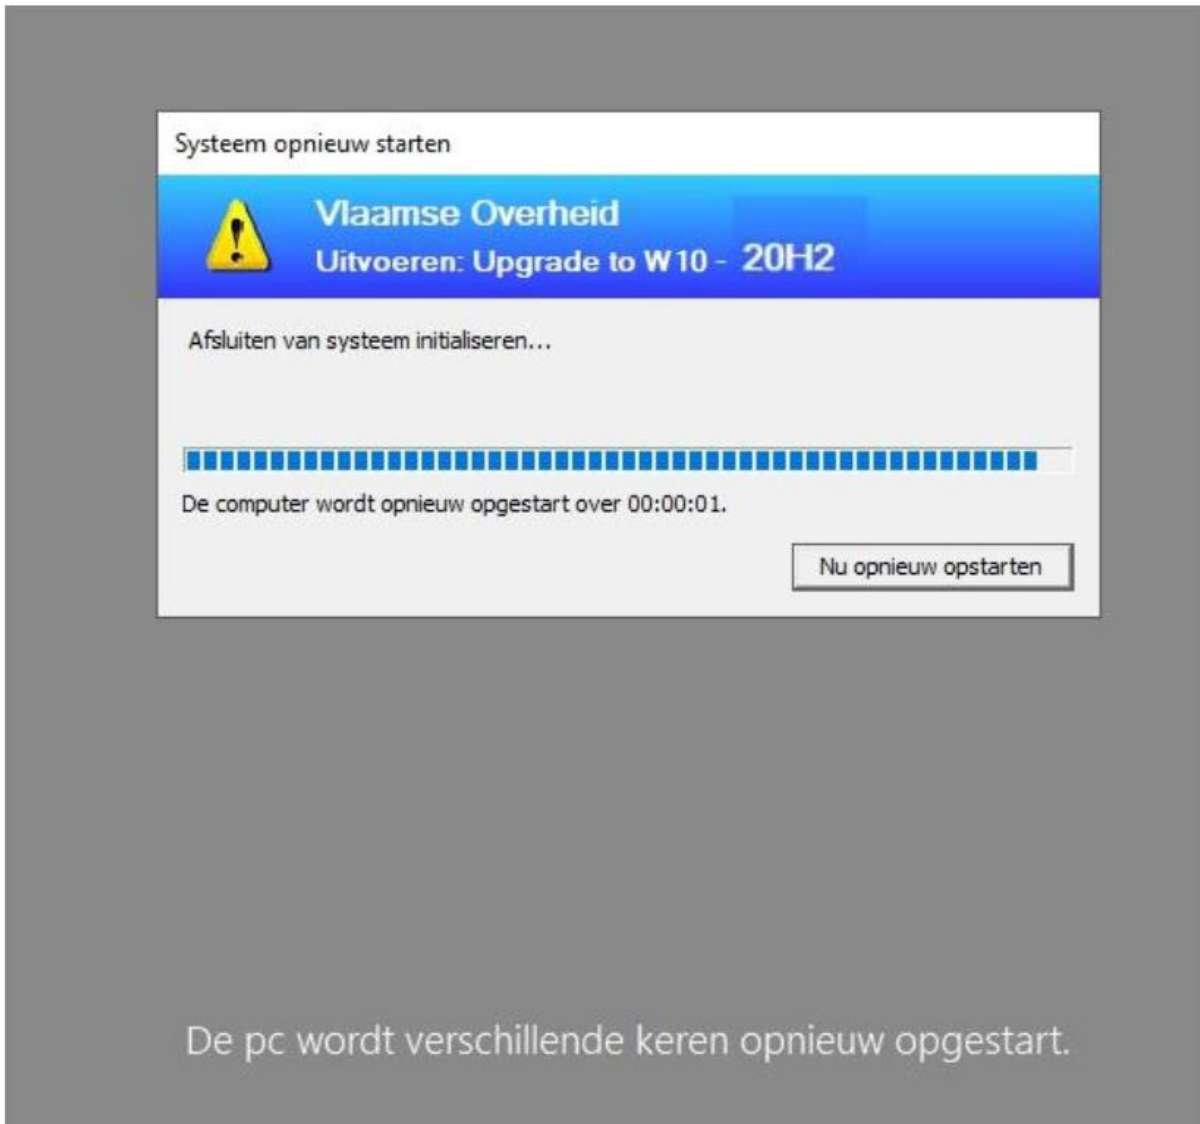 Systeem opnieuw starten
Vlaamse Overheid
Uitvoeren: Upgrade to W10 - 20H2
Afsluiten van systeem initialiseren...
De computer wordt opnieuw opgestart over 00:00:01.
Nu opnieuw opstarten
De pc wordt verschillende keren opnieuw opgestart.